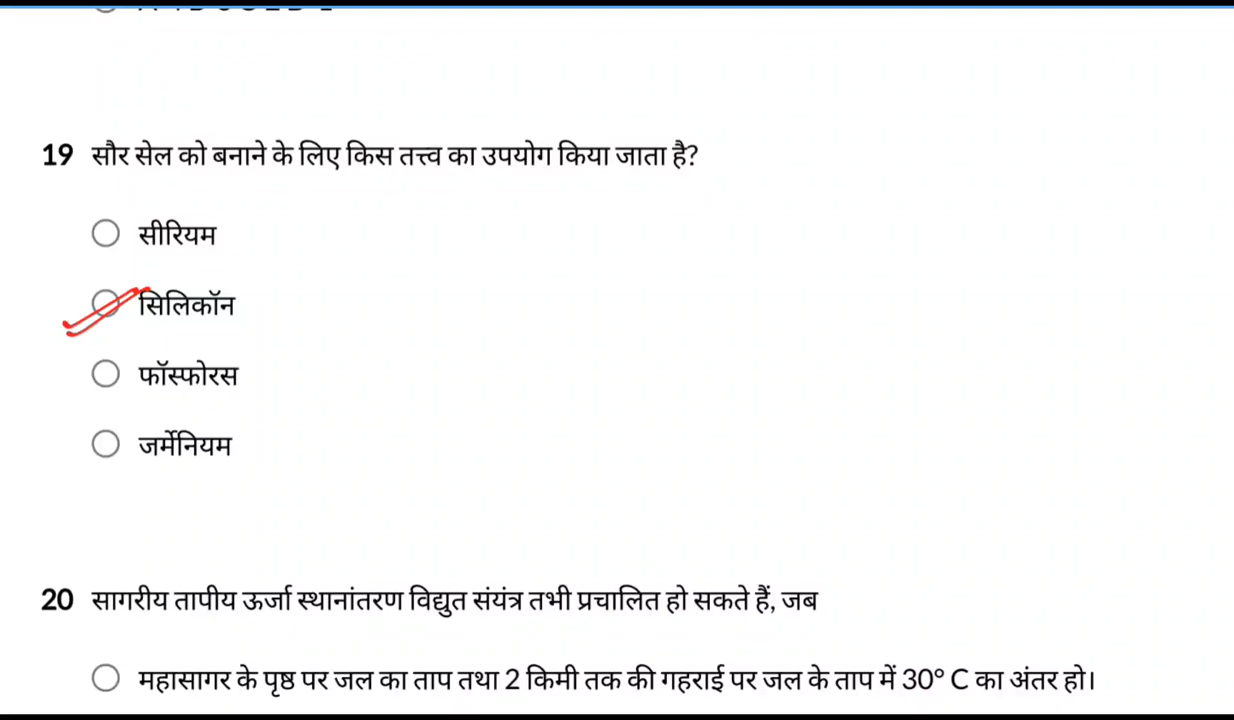 19 सौर सेल को बनाने के लिए किस तत्त्व का उपयोग किया जाता है?
सीरियम
सिलिकॉन
फॉस्फोरस
जर्मेनियम
20 सागरीय तापीय ऊर्जा स्थानांतरण विद्युत संयंत्र तभी प्रचालित हो सकते हैं, जब
महासागर के पृष्ठ पर जल का ताप तथा 2 किमी तक की गहराई पर जल के ताप में 30° C का अंतर हो।